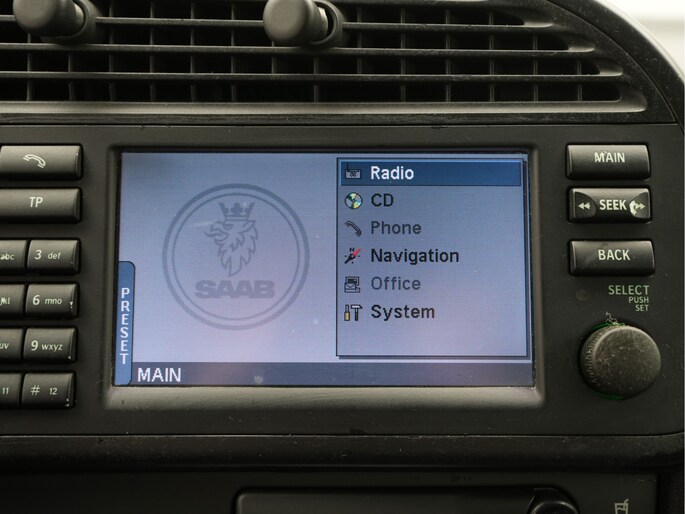 MAIN
TP
SEEK
abc
3 def
BACK
6 mno
SELECT
PUSH
SET
9 wxyz
# 12
PRESET
SAAB
Radio
CD
Phone
Navigation
Office
System
MAIN